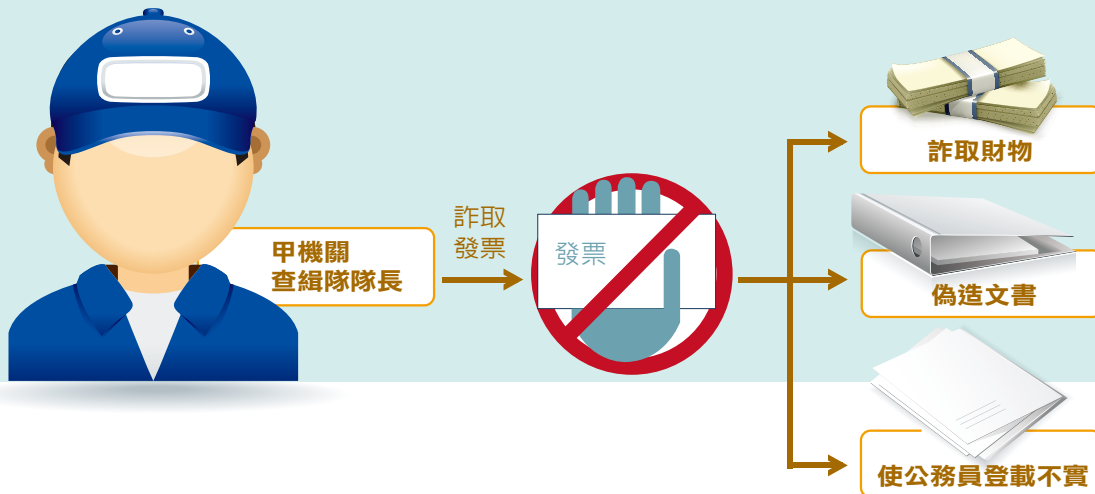 甲機關
查緝隊隊長
詐取
發票
發票
詐取財物
偽造文書
使公務員登載不實